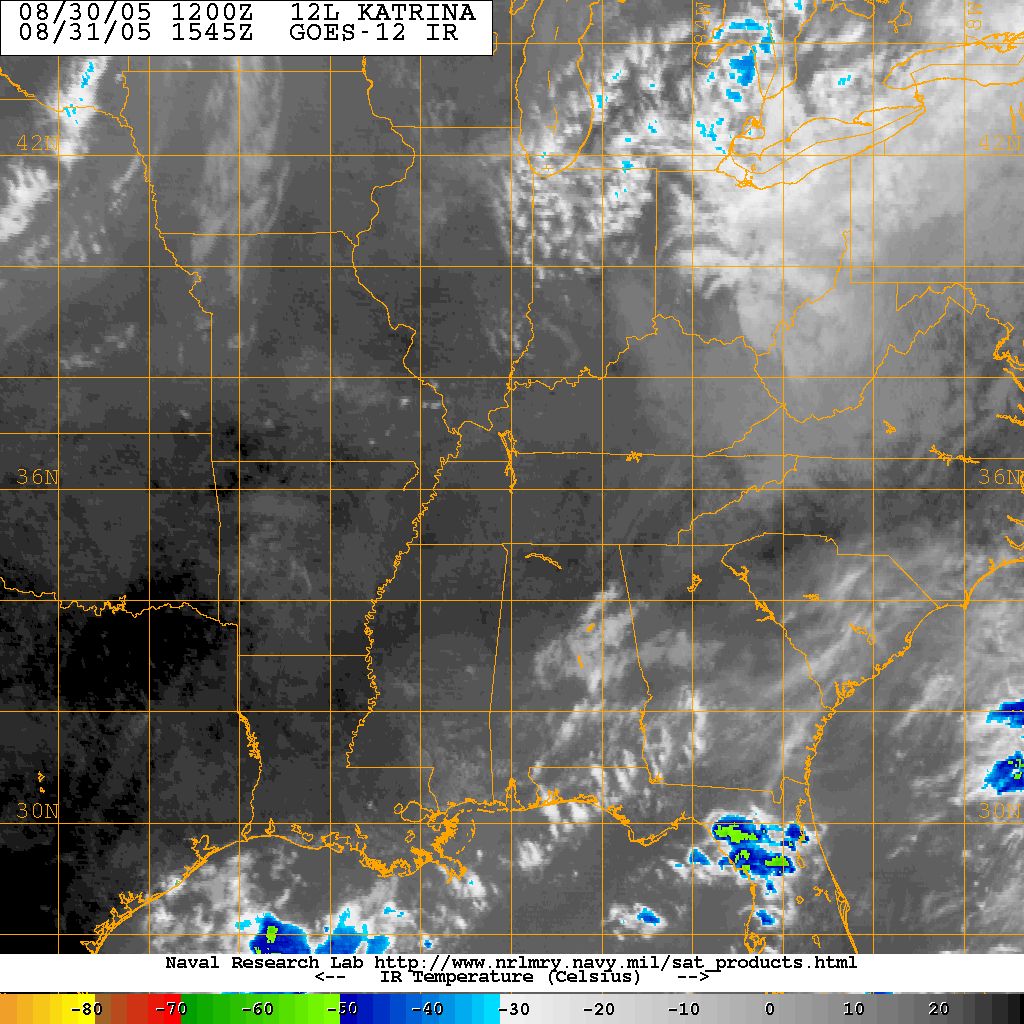 08/30/05 1200Z 12L KATRINA
08/31/05 1545Z GOES-12 IR
84W
78W
42N 42N
36N 36N
30N 30N
Naval Research Lab http://www.nrlmry.navy.mil/sat_products.html
<-- IR Temperature (Celsius) -->
-80 -70 -60 -50 -40 -30 -20 -10 0 10 20